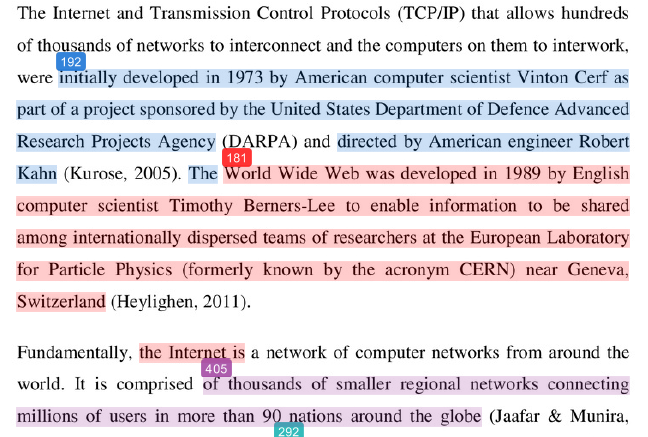 The Internet and Transmission Control Protocols (TCP/IP) that allows hundreds
of thousands of networks to interconnect and the computers on them to interwork,
192
were initially developed in 1973 by American computer scientist Vinton Cerf as
part of a project sponsored by the United States Department of Defence Advanced
Research Projects Agency (DARPA) and directed by American engineer Robert
181
Kahn (Kurose, 2005). The World Wide Web was developed in 1989 by English
computer scientist Timothy Berners-Lee to enable information to be shared
among internationally dispersed teams of researchers at the European Laboratory
for Particle Physics (formerly known by the acronym CERN) near Geneva,
Switzerland (Heylighen, 2011).
Fundamentally, the Internet is a network of computer networks from around the
405
world. It is comprised of thousands of smaller regional networks connecting
millions of users in more than 90 nations around the globe (Jaafar & Munira,
292